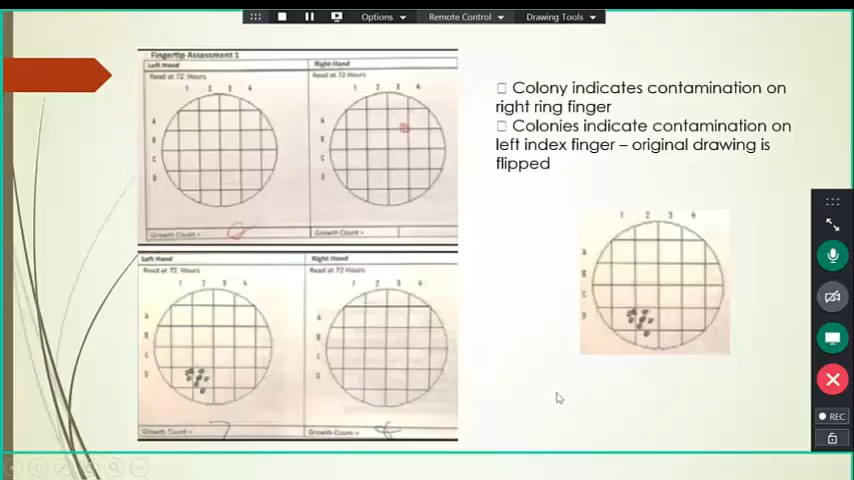 Options
Remote Control
Drawing Tools
Fingertip Assessment 1
Left Hand Right Hand
Read at 72 Hours Read at 72 Hours
1 2 3 4 1 2 3 4
A A
B B
C C
D D
Growth Count = 0 Growth Count = 1
Left Hand Right Hand
Read at 72 Hours Read at 72 Hours
1 2 3 4 1 2 3 4
A A
B B
C C
D D
Growth Count = 7 Growth Count =
Colony indicates contamination on
right ring finger
Colonies indicate contamination on
left index finger – original drawing is
flipped
1 2 3 4
A
B
C
D
REC